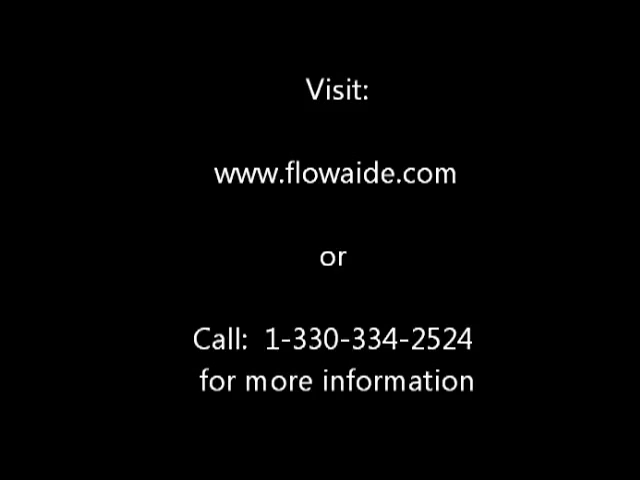 Visit:
www.flowaide.com
or
Call:  1-330-334-2524
for more information